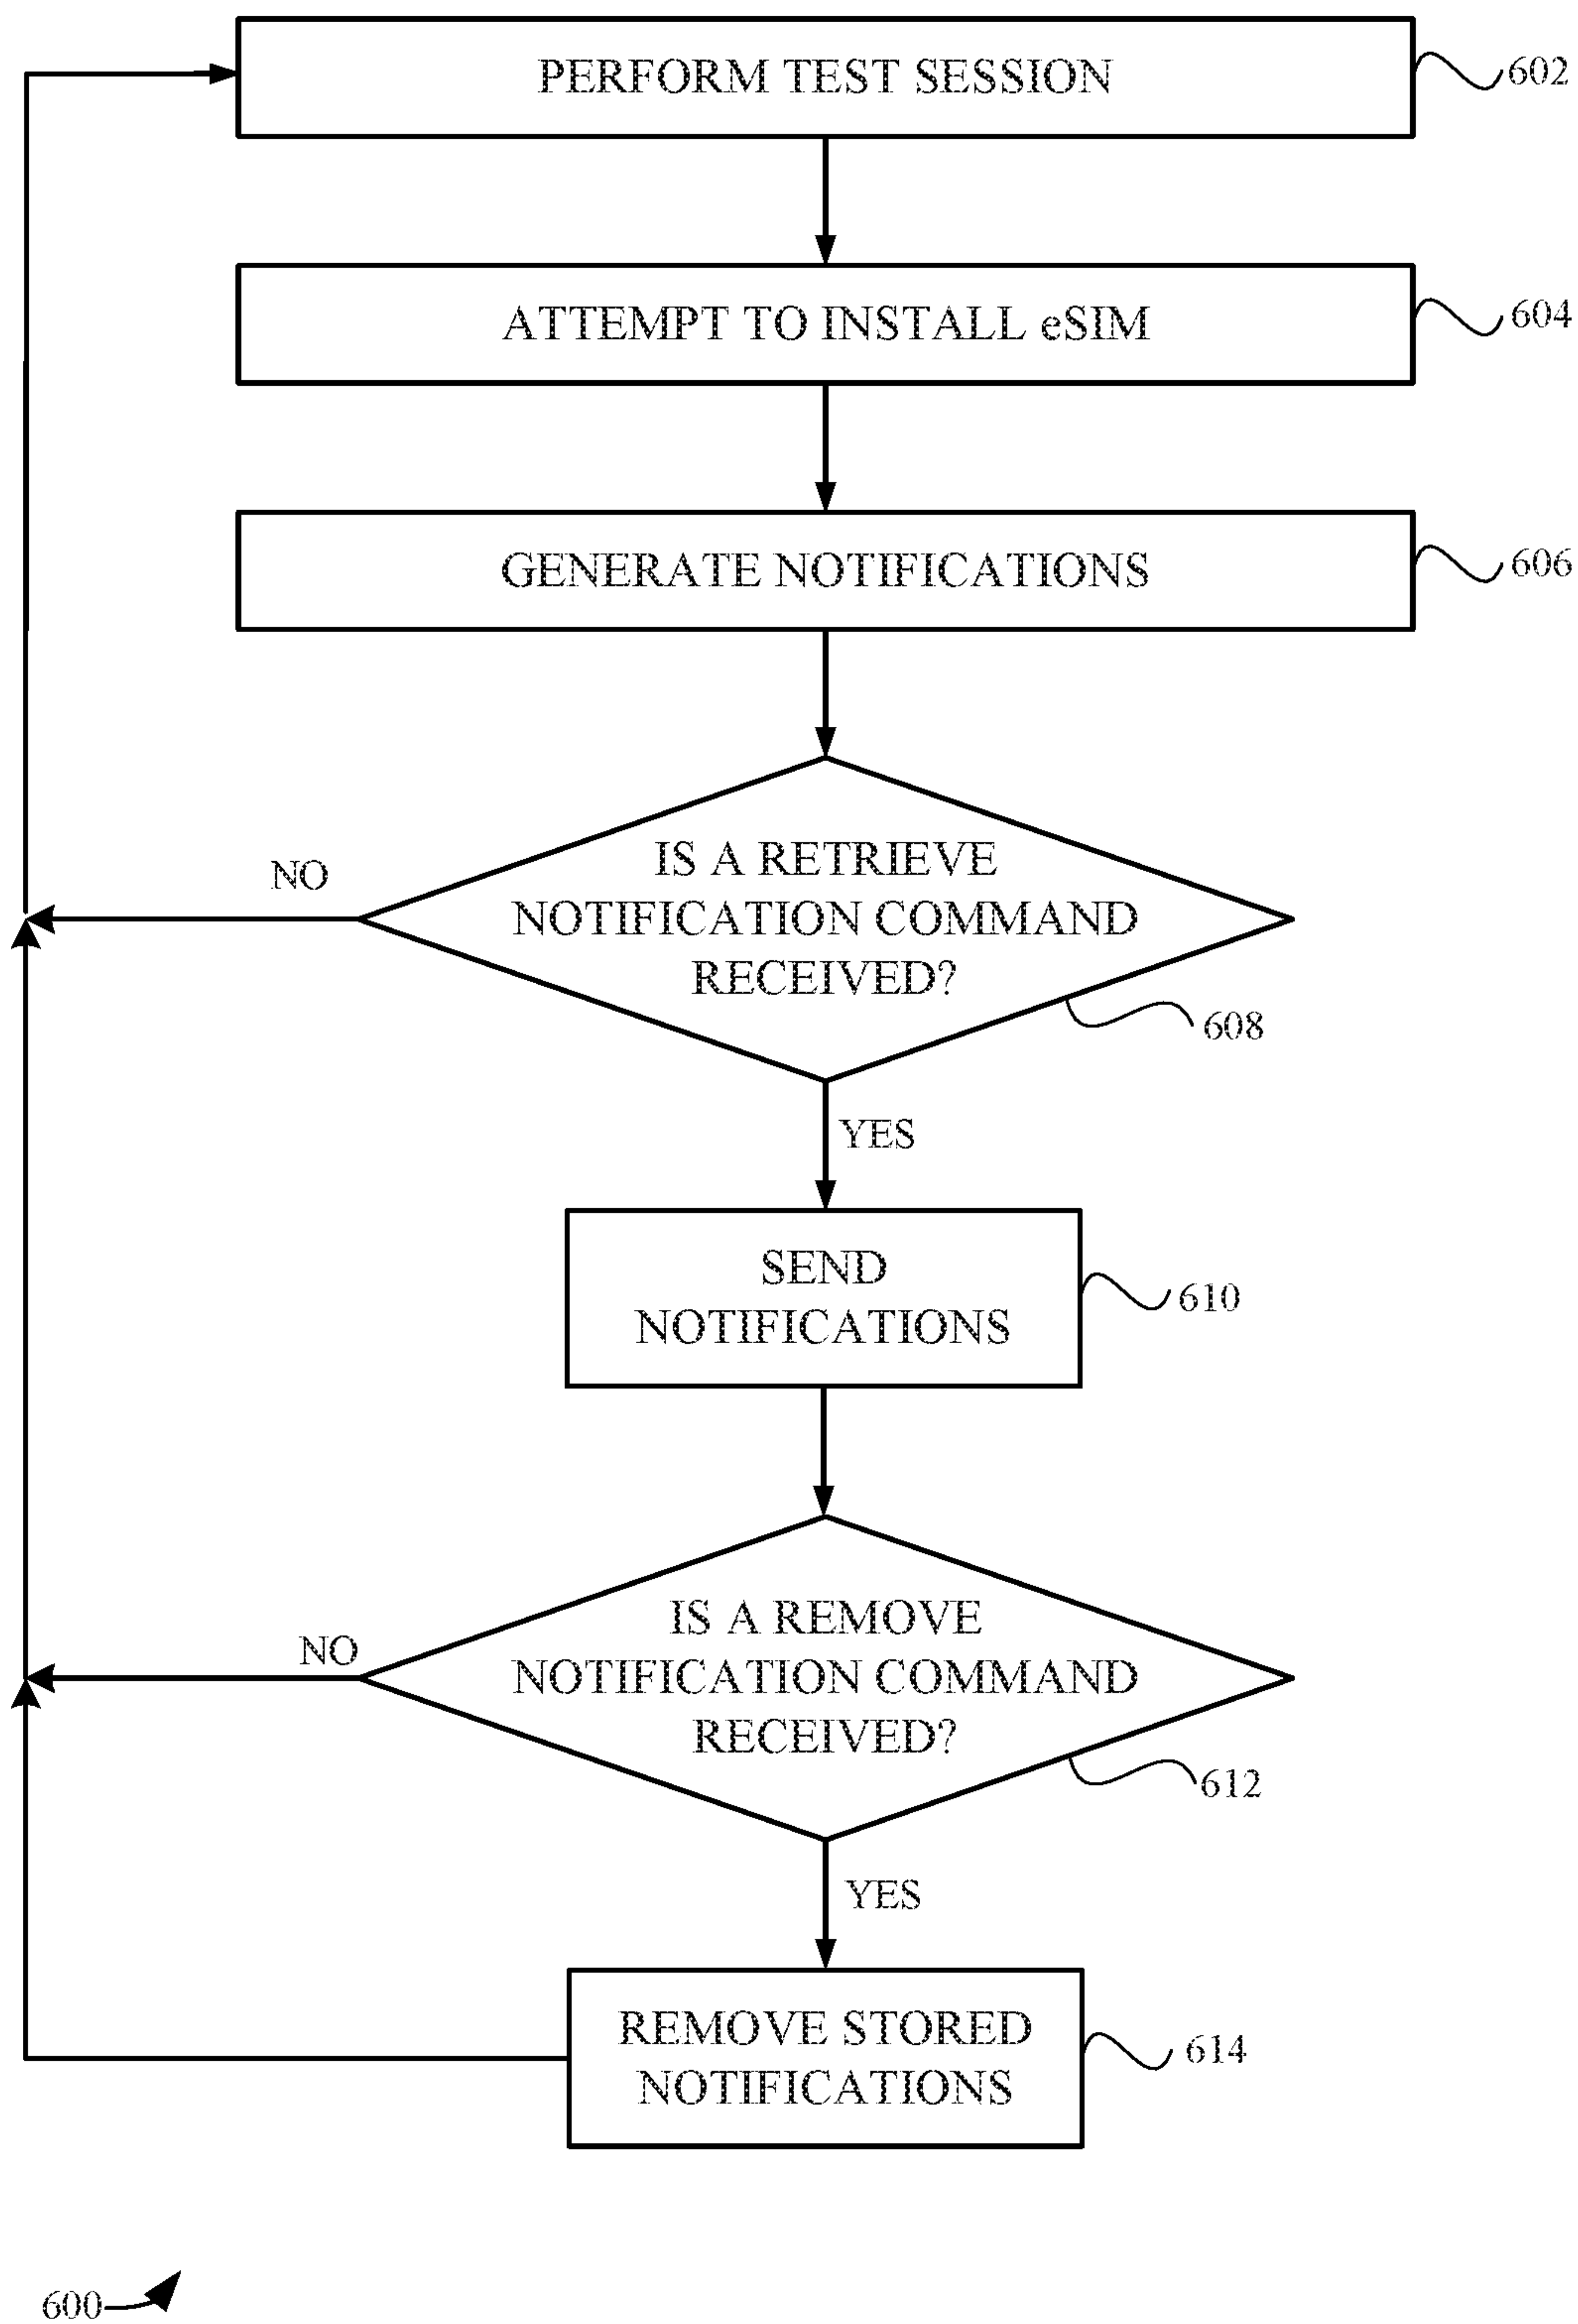 PERFORM TEST SESSION
602
ATTEMPT TO INSTALL eSIM
604
GENERATE NOTIFICATIONS
606
IS A RETRIEVE
NOTIFICATION COMMAND
RECEIVED?
NO
608
YES
SEND
NOTIFICATIONS
610
IS A REMOVE
NOTIFICATION COMMAND
RECEIVED?
NO
612
YES
REMOVE STORED
NOTIFICATIONS
614
600